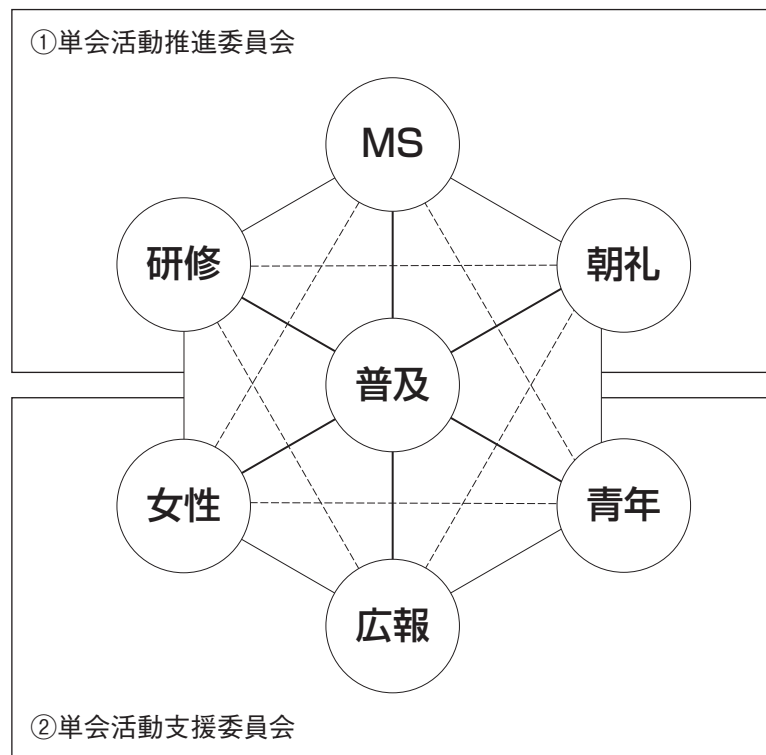 ①単会活動推進委員会
MS
研修
朝礼
普及
女性
青年
広報
②単会活動支援委員会